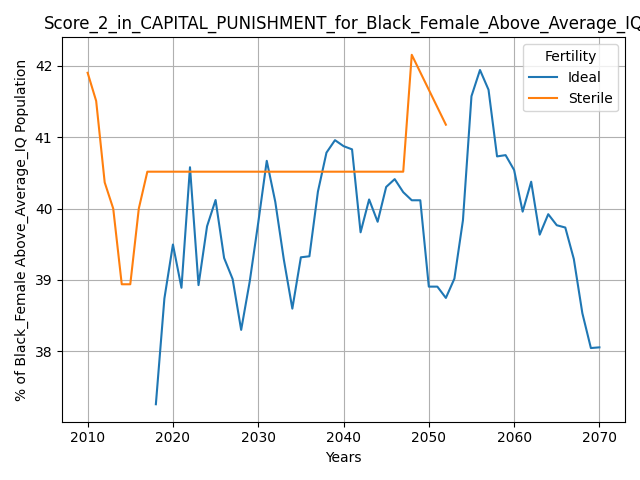 Score_2_in_CAPITAL_PUNISHMENT_for_Black_Female_Above_Average_IQ
% of Black_Female Above_Average_IQ Population
42
41
40
39
38
Fertility
Ideal
Sterile
2010 2020 2030 2040 2050 2060 2070
Years